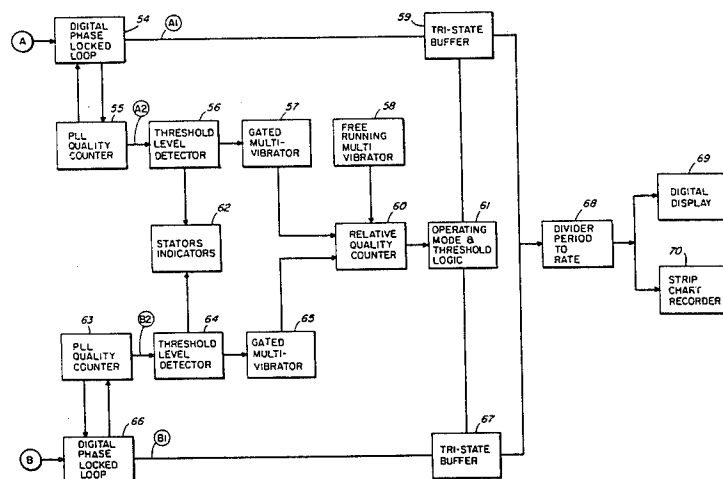 54
A1
59
A
DIGITAL
PHASE
LOCKED
LOOP
TRI-STATE
BUFFER
55
A2
56
57
58
PLL
QUALITY
COUNTER
THRESHOLD
LEVEL
DETECTOR
GATED
MULTI-
VIBRATOR
FREE
RUNNING
MULTI
VIBRATOR
69
DIGITAL
DISPLAY
62
STATORS
INDICATORS
60
RELATIVE
QUALITY
COUNTER
61
OPERATING
MODE &
THRESHOLD
LOGIC
68
DIVIDER
PERIOD
TO
RATE
70
STRIP
CHART
RECORDER
63
B2
64
65
PLL
QUALITY
COUNTER
THRESHOLD
LEVEL
DETECTOR
GATED
MULTI-
VIBRATOR
66
B1
67
B
DIGITAL
PHASE
LOCKED
LOOP
TRI-STATE
BUFFER